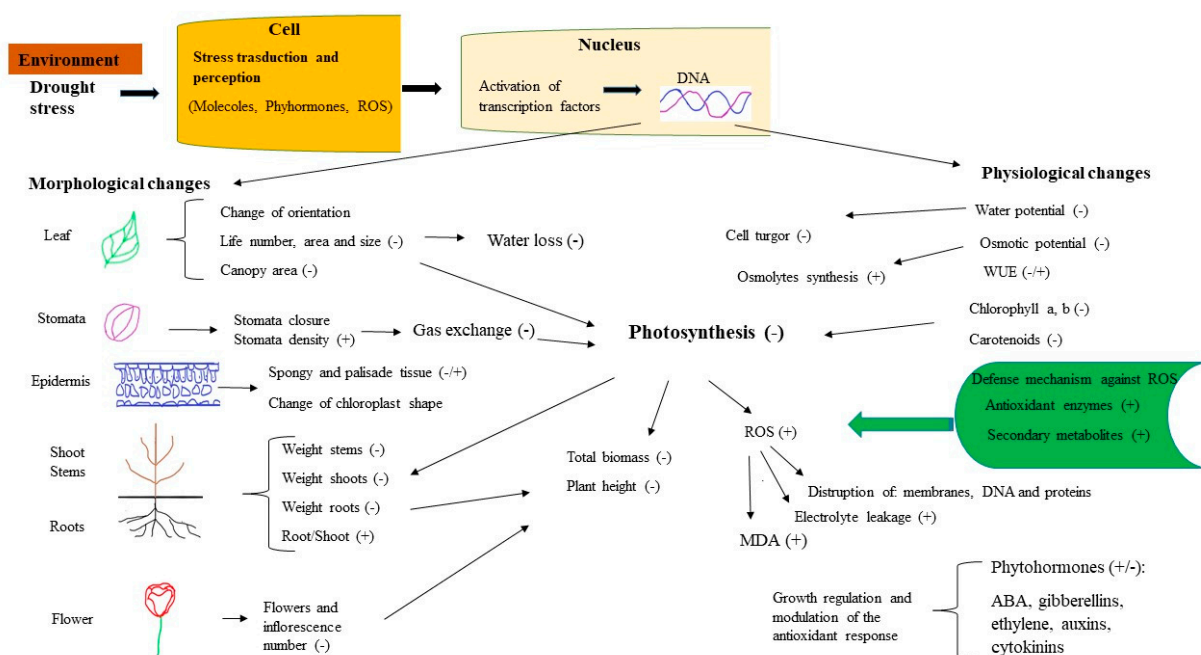 Environment
Drought
stress
Cell
Stress trasduction and
perception
(Molecoles, Phyhormones, ROS)
Nucleus
Activation of
transcription factors
DNA
Morphological changes
Leaf
Change of orientation
Life number, area and size (-)
Canopy area (-)
Water loss (-)
Stomata
Stomata closure
Stomata density (+)
Gas exchange (-)
Epidermis
Spongy and palisade tissue (-/+)
Change of chloroplast shape
Shoot
Stems
Roots
Weight stems (-)
Weight shoots (-)
Weight roots (-)
Root/Shoot (+)
Flower
Flowers and
inflorescence
number (-)
Photosynthesis (-)
Total biomass (-)
Plant height (-)
ROS (+)
Distruption of: membranes, DNA and proteins
Electrolyte leakage (+)
MDA (+)
Physiological changes
Water potential (-)
Cell turgor (-)
Osmotic potential (-)
Osmolytes synthesis (+)
WUE (-/+)
Chlorophyll a, b (-)
Carotenoids (-)
Defense mechanism against ROS
Antioxidant enzymes (+)
Secondary metabolites (+)
Growth regulation and
modulation of the
antioxidant response
Phytohormones (+/-):
ABA, gibberellins,
ethylene, auxins,
cytokinins